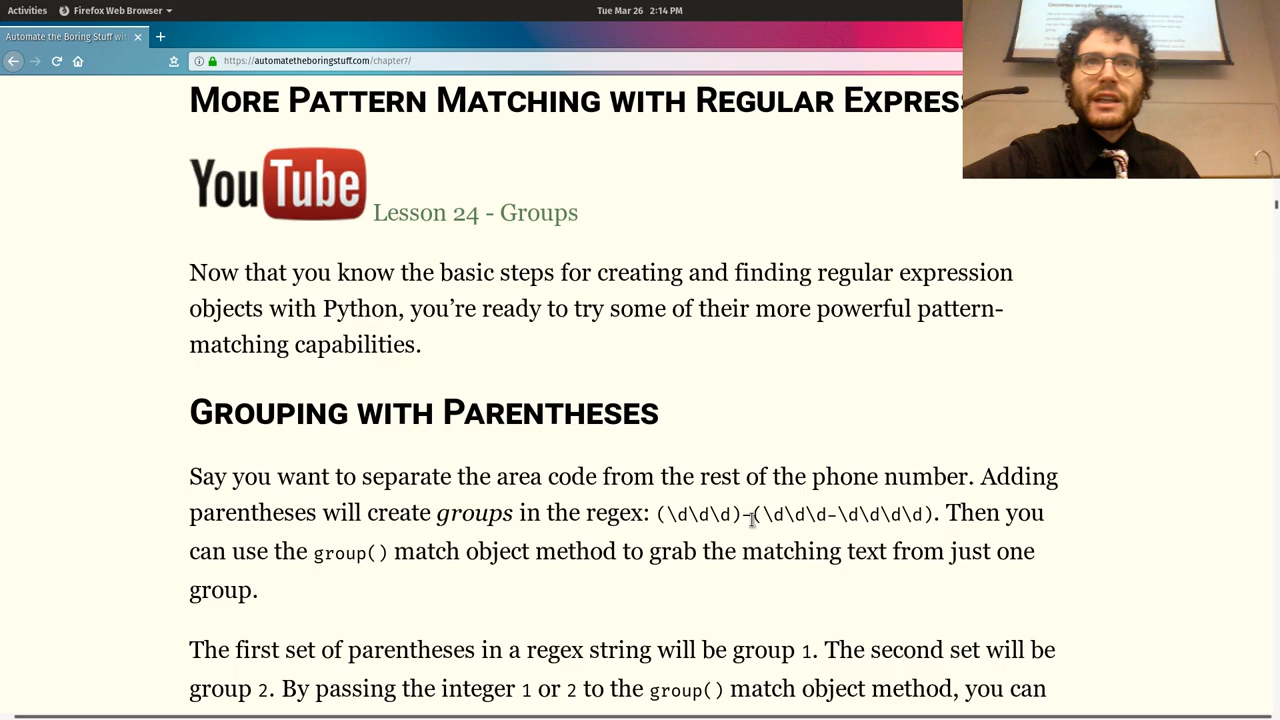 Activities Firefox Web Browser Tue Mar 26 2:14 PM
Automate the Boring Stuff wit
https://automatetheboringstuff.com/chapter7/
GROUPING WITH PARENTHESES
MORE PATTERN MATCHING WITH REGULAR EXPRES
YouTube Lesson 24 - Groups
Now that you know the basic steps for creating and finding regular expression
objects with Python, you’re ready to try some of their more powerful pattern-
matching capabilities.
GROUPING WITH PARENTHESES
Say you want to separate the area code from the rest of the phone number. Adding
parentheses will create groups in the regex: (\d\d\d)-(\d\d\d-\d\d\d\d). Then you
can use the group() match object method to grab the matching text from just one
group.
The first set of parentheses in a regex string will be group 1. The second set will be
group 2. By passing the integer 1 or 2 to the group() match object method, you can